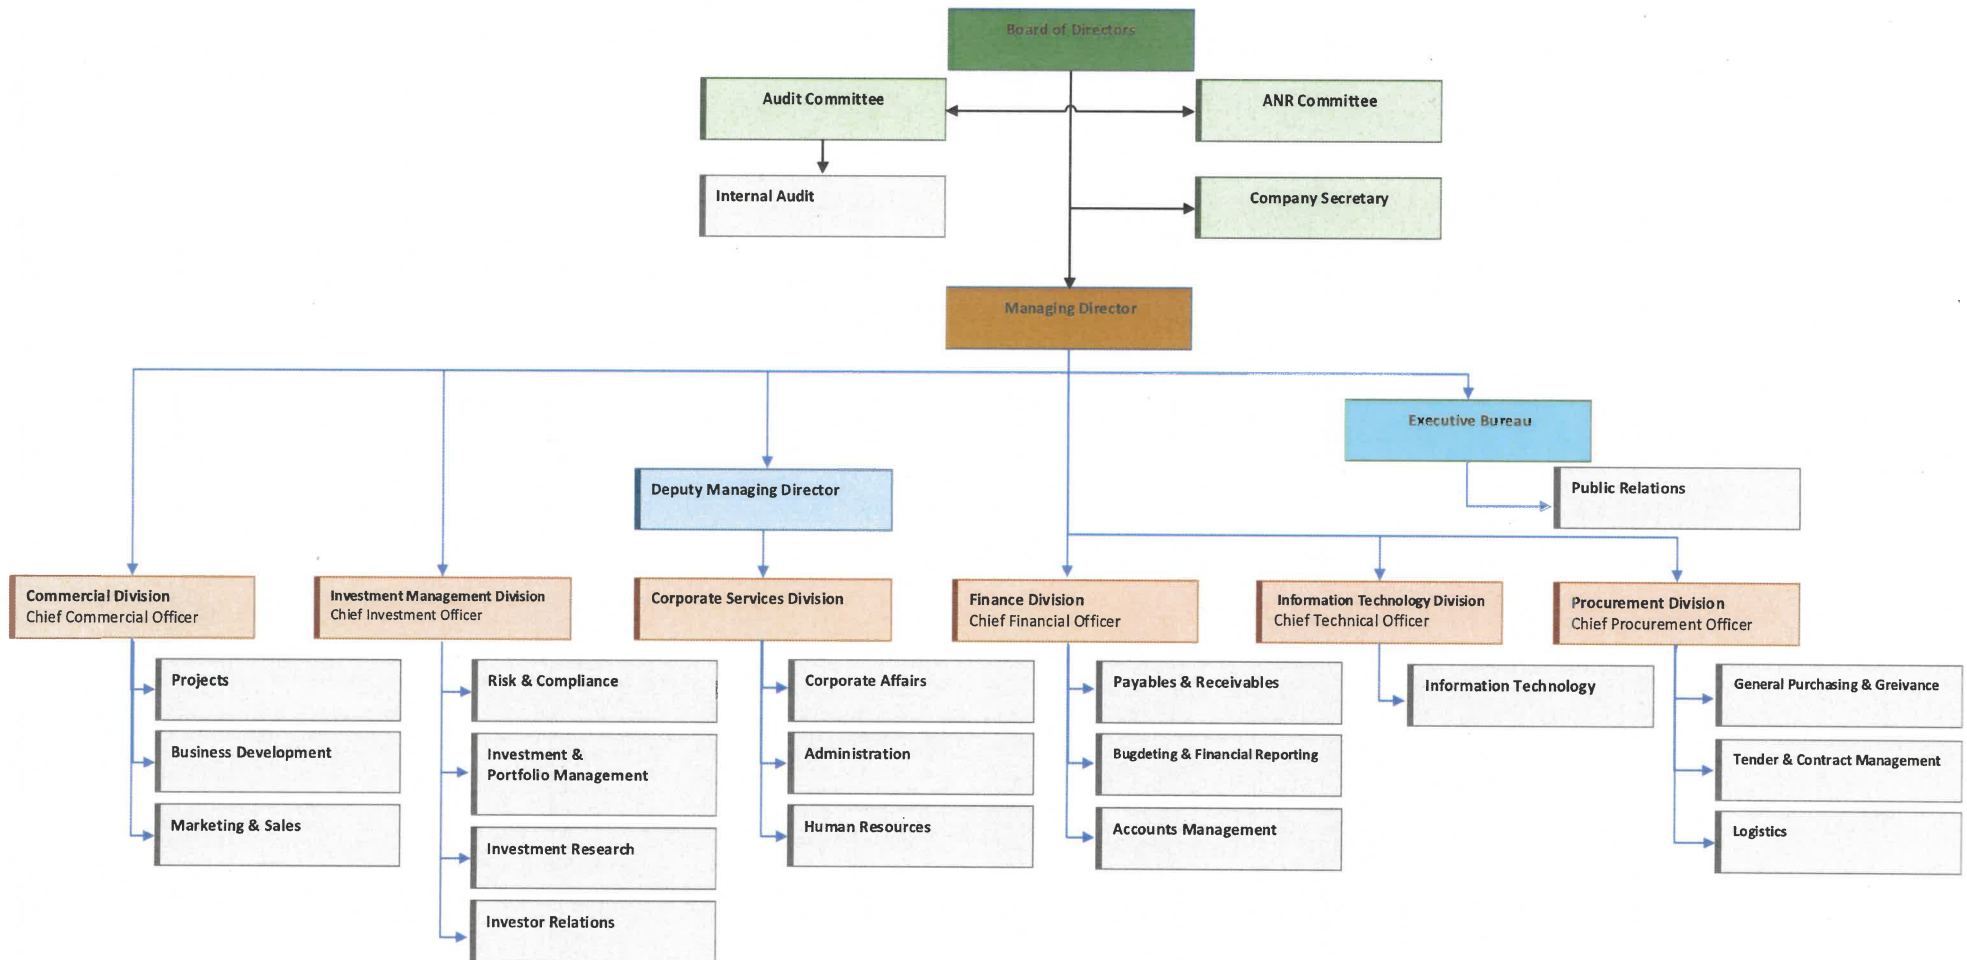 Board of Directors
Audit Committee
ANR Committee
Internal Audit
Company Secretary
Managing Director
Executive Bureau
Public Relations
Deputy Managing Director
Commercial Division
Chief Commercial Officer
Investment Management Division
Chief Investment Officer
Corporate Services Division
Finance Division
Chief Financial Officer
Information Technology Division
Chief Technical Officer
Procurement Division
Chief Procurement Officer
Projects
Business Development
Marketing & Sales
Risk & Compliance
Investment &
Portfolio Management
Investment Research
Investor Relations
Corporate Affairs
Administration
Human Resources
Payables & Receivables
Bugdeting & Financial Reporting
Accounts Management
Information Technology
General Purchasing & Greivance
Tender & Contract Management
Logistics